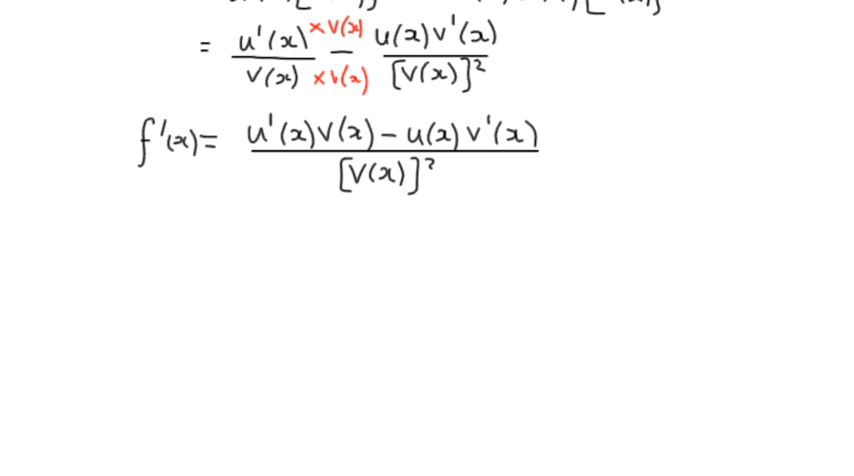 = u'(x) × V(x) / V(x) × V(x) − u(x)v'(x) / [V(x)]²
f'(x) = u'(x)V(x) − u(x)v'(x) / [V(x)]²